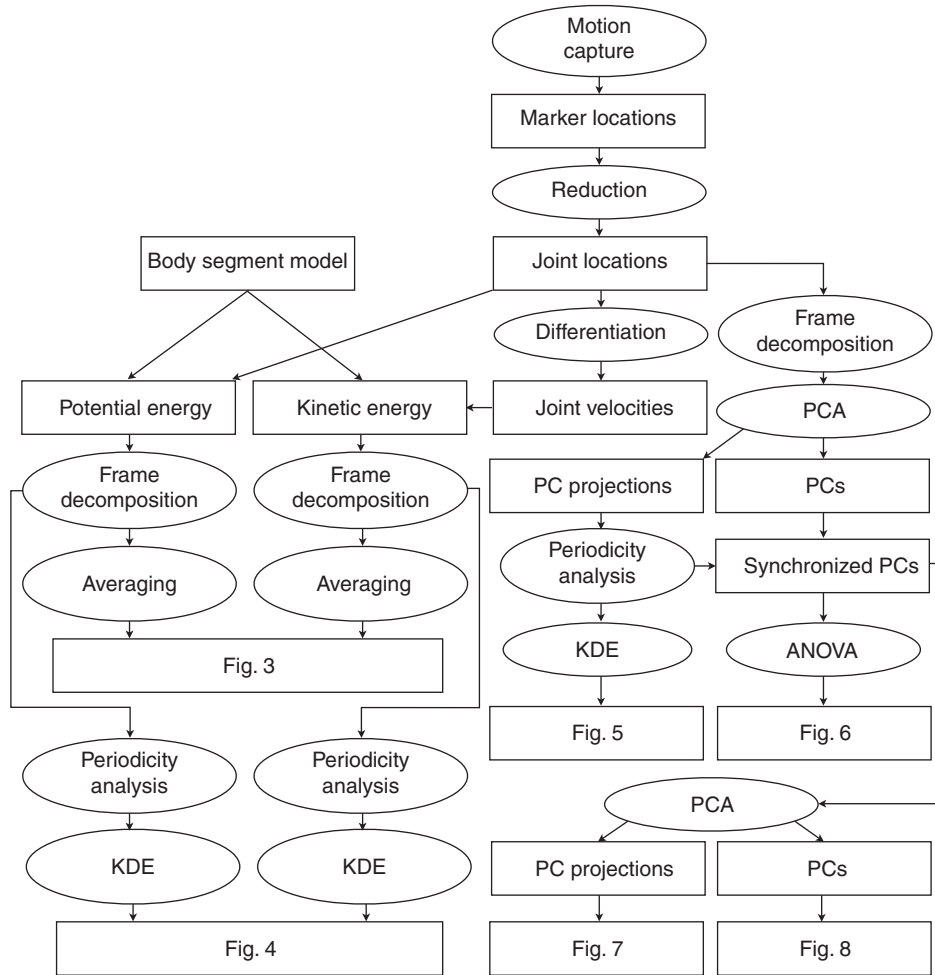 Motion
capture
Marker locations
Reduction
Body segment model
Joint locations
Differentiation
Frame
decomposition
Potential energy
Kinetic energy
Joint velocities
PCA
Frame
decomposition
Frame
decomposition
PC projections
PCs
Averaging
Averaging
Periodicity
analysis
Synchronized PCs
Fig. 3
KDE
ANOVA
Fig. 5
Fig. 6
Periodicity
analysis
Periodicity
analysis
PCA
KDE
KDE
PC projections
PCs
Fig. 4
Fig. 7
Fig. 8